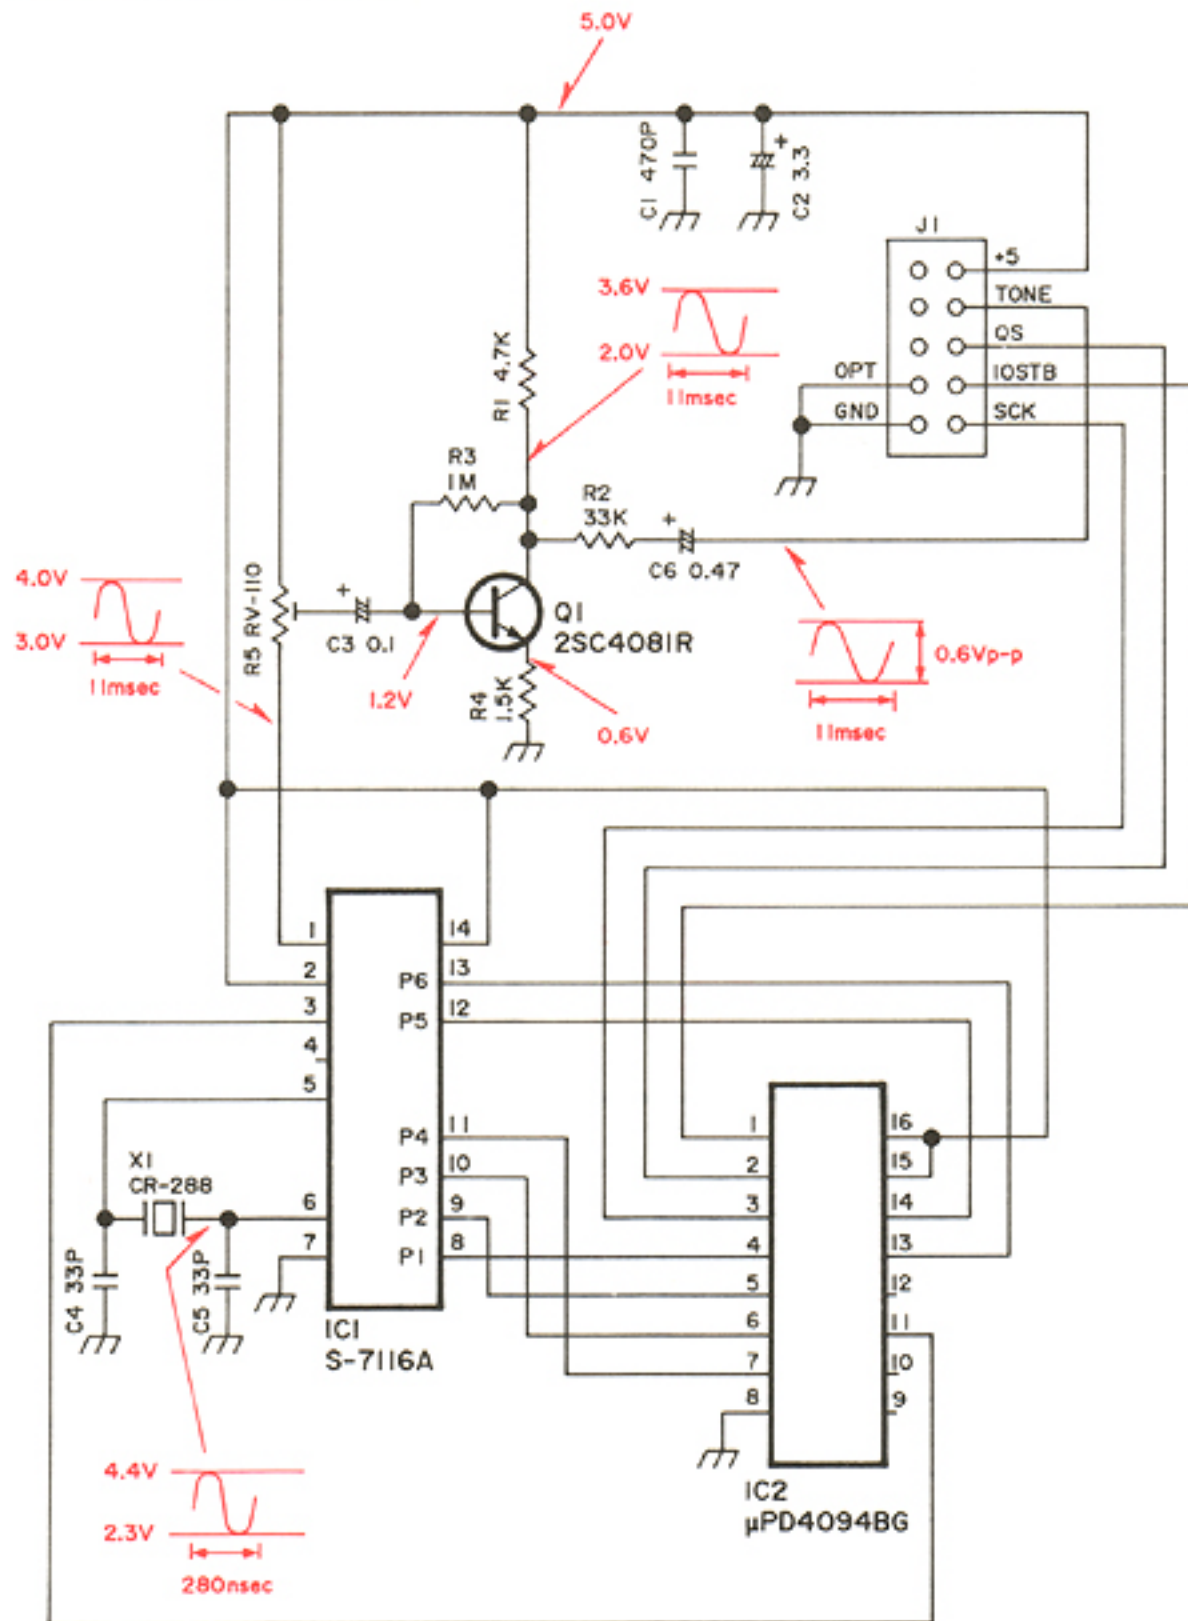 5.0V
C1 470P
C2 3.3
+
J1
+5
TONE
QS
OPT
IOSTB
GND
SCK
3.6V
2.0V
11msec
R1 4.7K
R3
1M
R2
33K
+
C6 0.47
4.0V
3.0V
11msec
R5 RV-110
+
C3 0.1
1.2V
Q1
2SC4081R
R4
1.5K
0.6V
0.6Vp-p
11msec
1
2
3
4
5
6
7
14
P6
13
P5
12
P4
11
P3
10
P2
9
P1
8
IC1
S-7116A
X1
CR-288
C4 33P
C5 33P
1
2
3
4
5
6
7
8
16
15
14
13
12
11
10
9
IC2
µPD4094BG
4.4V
2.3V
280nsec